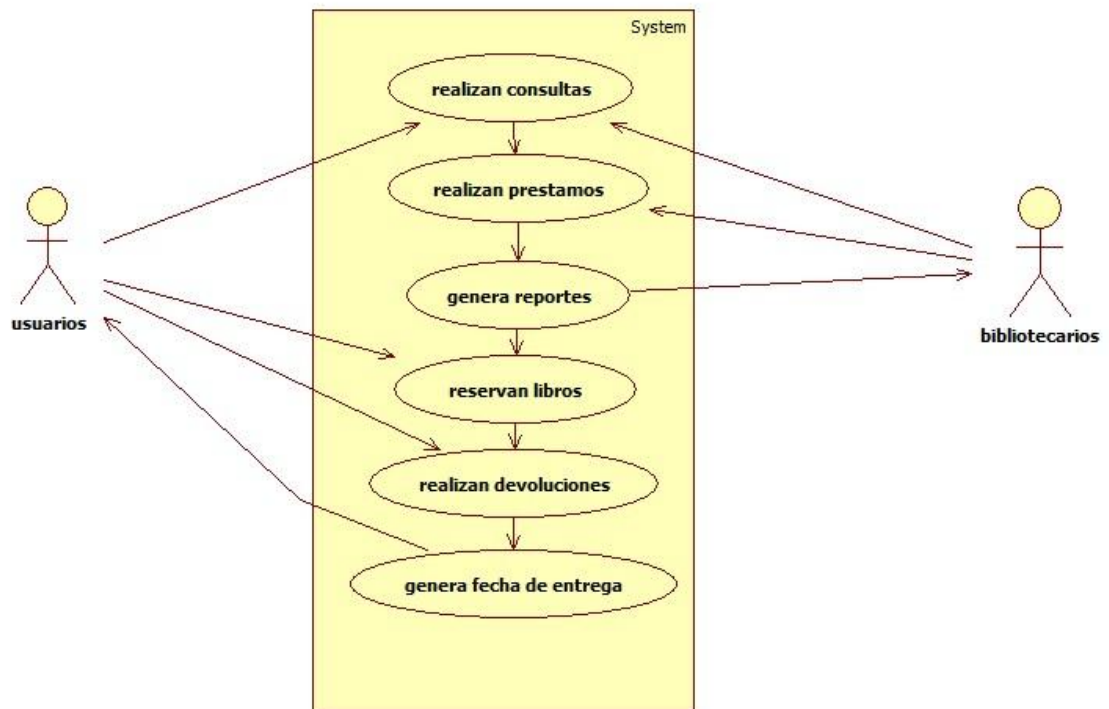 System
realizan consultas
realizan prestamos
genera reportes
usuarios
bibliotecarios
reservan libros
realizan devoluciones
genera fecha de entrega